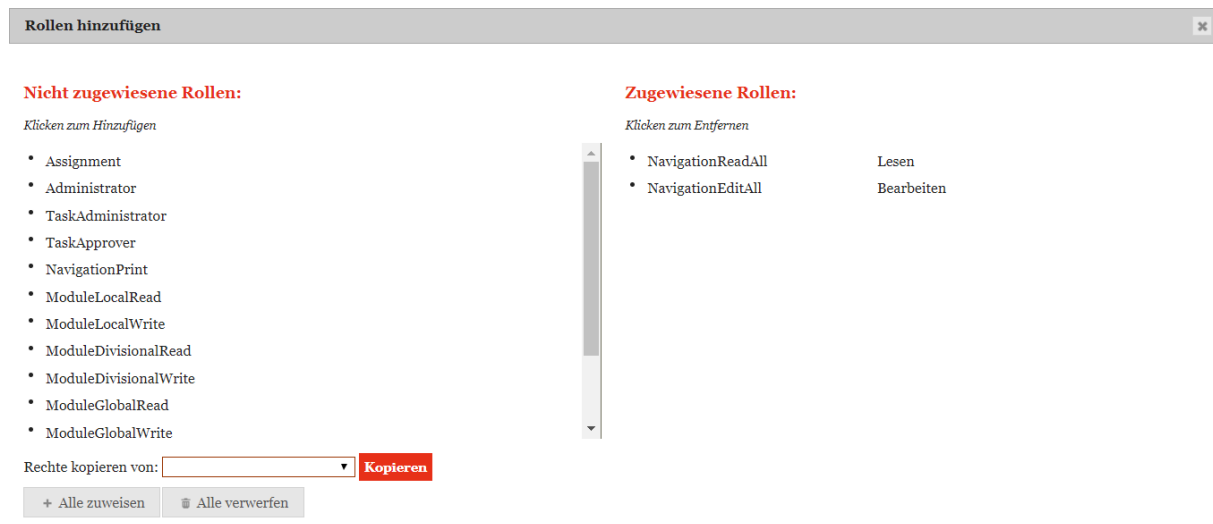 Rollen hinzufügen
Nicht zugewiesene Rollen:
Klicken zum Hinzufügen
Assignment
Administrator
TaskAdministrator
TaskApprover
NavigationPrint
ModuleLocalRead
ModuleLocalWrite
ModuleDivisionalRead
ModuleDivisionalWrite
ModuleGlobalRead
ModuleGlobalWrite
Rechte kopieren von: Kopieren
Alle zuweisen Alle verwerfen
Zugewiesene Rollen:
Klicken zum Entfernen
NavigationReadAll Lesen
NavigationEditAll Bearbeiten